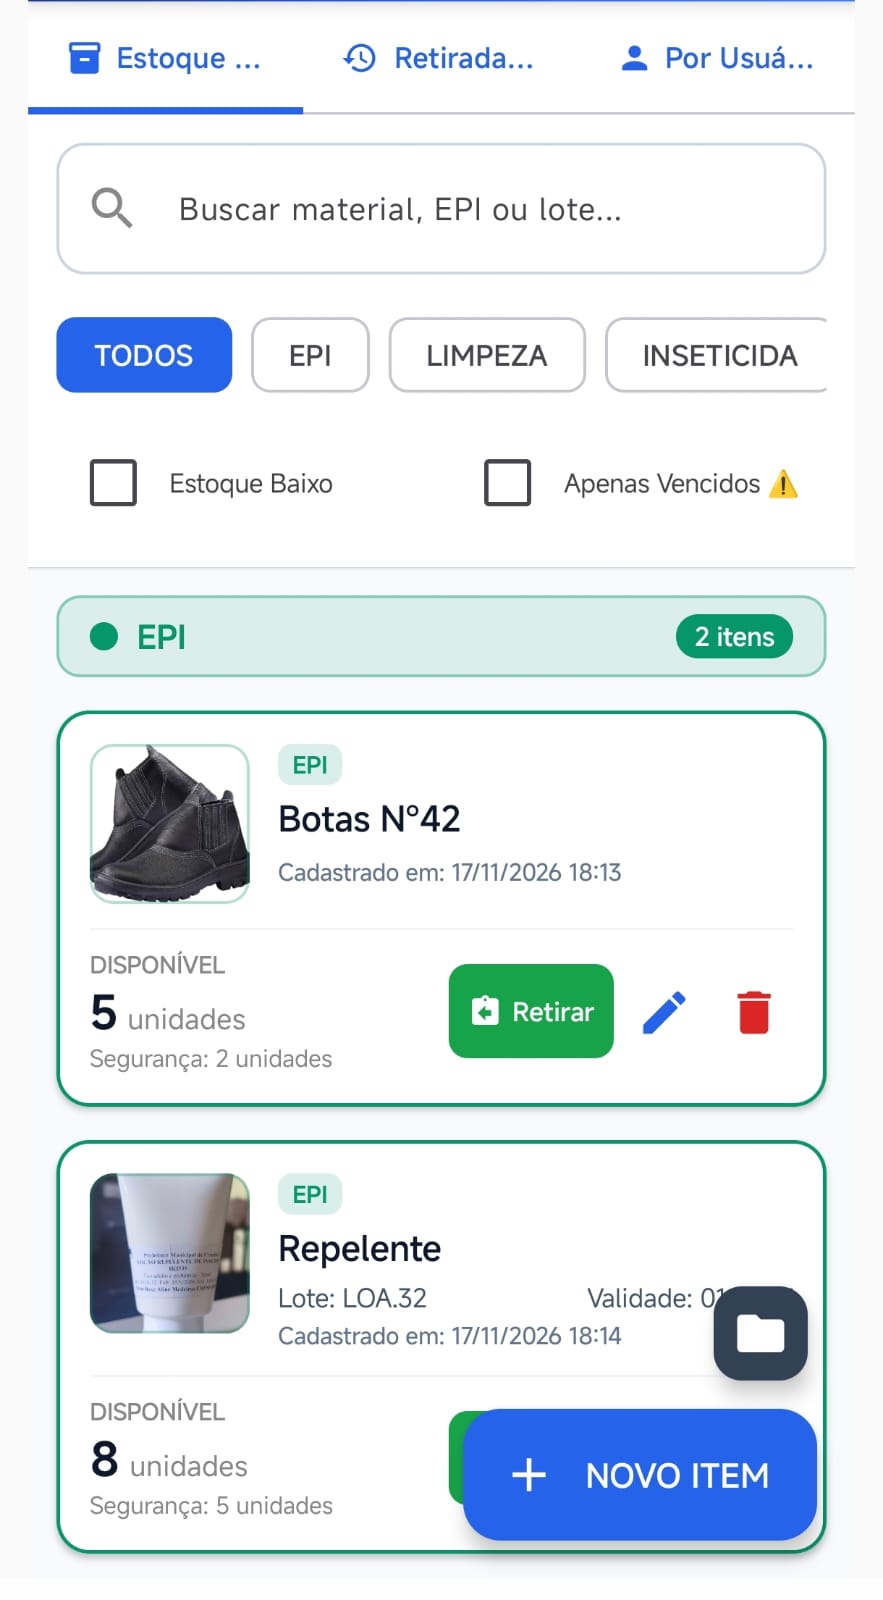 Estoque ...
Retirada...
Por Usuá...
Buscar material, EPI ou lote...
TODOS
EPI
LIMPEZA
INSETICIDA
Estoque Baixo
Apenas Vencidos ⚠️
EPI
2 itens
EPI
Botas N°42
Cadastrado em: 17/11/2026 18:13
DISPONÍVEL
5 unidades
Segurança: 2 unidades
Retirar
EPI
Repelente
Lote: LOA.32
Validade: 01
Cadastrado em: 17/11/2026 18:14
DISPONÍVEL
8 unidades
Segurança: 5 unidades
NOVO ITEM